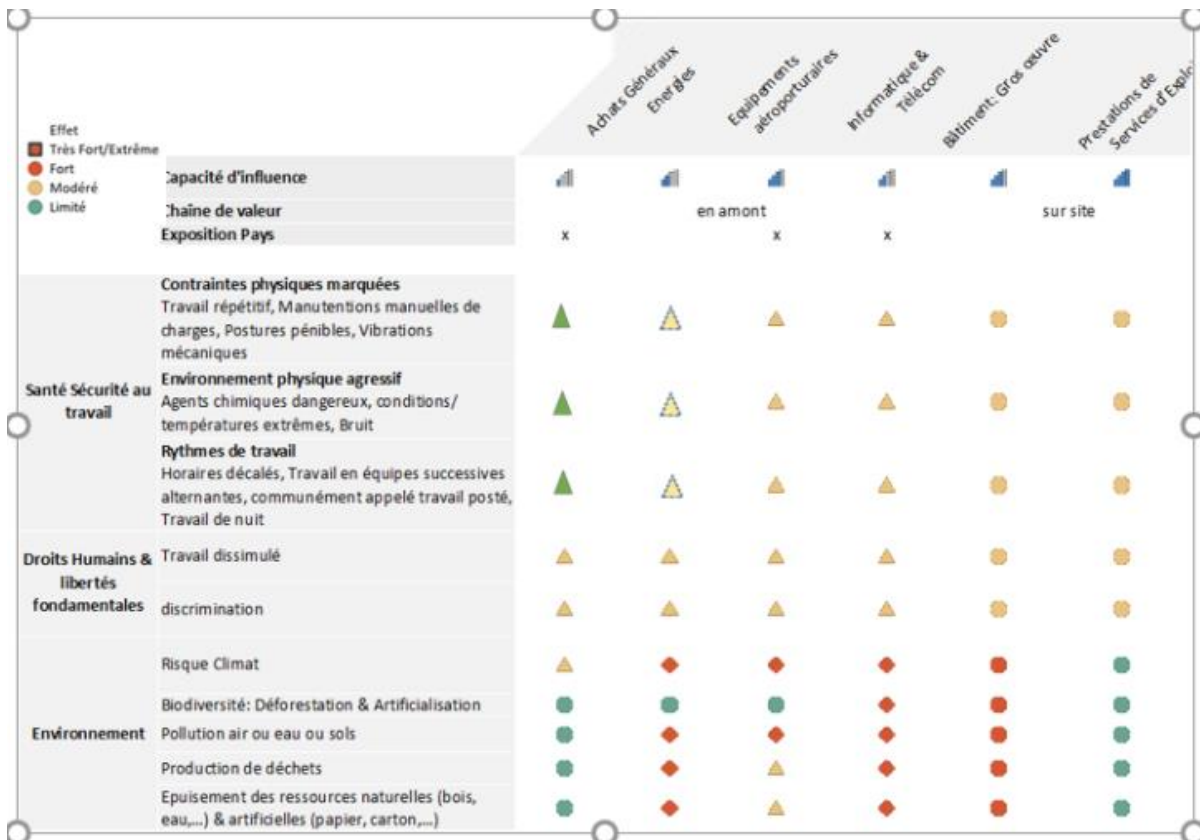 Achats Généraux
Energies
Equipements
aéroporturaires
Informatique &
Télécom
Bâtiment: Gros œuvre
Prestations de
Services d'Explo
Effet
Très Fort/Extrême
Fort
Modéré
Limité
Capacité d'influence
Chaîne de valeur
en amont
sur site
Exposition Pays
x
x
x
Contraintes physiques marquées
Travail répétitif, Manutentions manuelles de
charges, Postures pénibles, Vibrations
mécaniques
Santé Sécurité au
travail
Environnement physique agressif
Agents chimiques dangereux, conditions/
températures extrêmes, Bruit
Rythmes de travail
Horaires décalés, Travail en équipes successives
alternantes, communément appelé travail posté,
Travail de nuit
Droits Humains &
libertés
fondamentales
Travail dissimulé
discrimination
Environnement
Risque Climat
Biodiversité: Déforestation & Artificialisation
Pollution air ou eau ou sols
Production de déchets
Epuisement des ressources naturelles (bois,
eau,...) & artificielles (papier, carton,...)